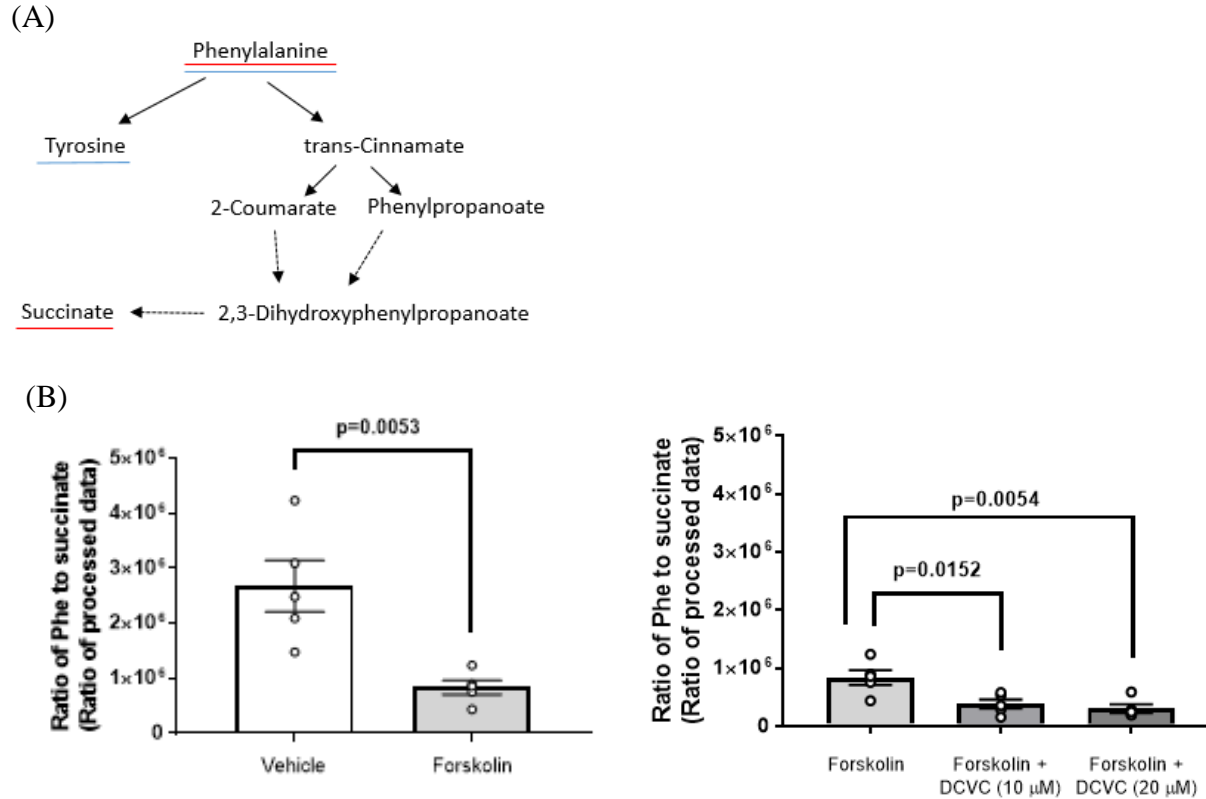 (A)
Phenylalanine
Tyrosine
trans-Cinnamate
2-Coumarate
Phenylpropanoate
Succinate
2,3-Dihydroxyphenylpropanoate
(B)
Ratio of Phe to succinate
(Ratio of processed data)
5×10⁶
4×10⁶
3×10⁶
2×10⁶
1×10⁶
0
p=0.0053
Vehicle
Forskolin
Ratio of Phe to succinate
(Ratio of processed data)
5×10⁶
4×10⁶
3×10⁶
2×10⁶
1×10⁶
0
p=0.0054
p=0.0152
Forskolin
Forskolin +
DCVC (10 μM)
Forskolin +
DCVC (20 μM)